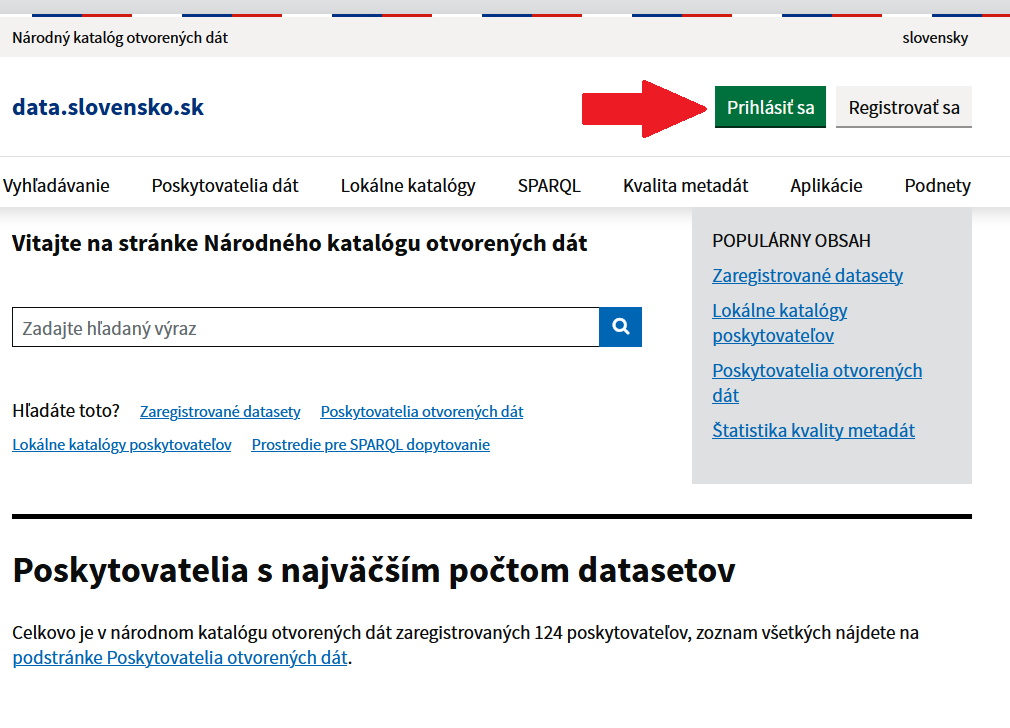 Národný katalóg otvorených dát
slovensky
data.slovensko.sk
Prihlásiť sa
Registrovať sa
Vyhľadávanie
Poskytovatelia dát
Lokálne katalógy
SPARQL
Kvalita metadát
Aplikácie
Podnety
Vitajte na stránke Národného katalógu otvorených dát
Zadajte hľadaný výraz
Hľadáte toto? Zaregistrované datasety Poskytovatelia otvorených dát
Lokálne katalógy poskytovateľov Prostredie pre SPARQL dopytovanie
POPULÁRNY OBSAH
Zaregistrované datasety
Lokálne katalógy
poskytovateľov
Poskytovatelia otvorených
dát
Štatistika kvality metadát
Poskytovatelia s najväčším počtom datasetov
Celkovo je v národnom katalógu otvorených dát zaregistrovaných 124 poskytovateľov, zoznam všetkých nájdete na
podstránke Poskytovatelia otvorených dát.